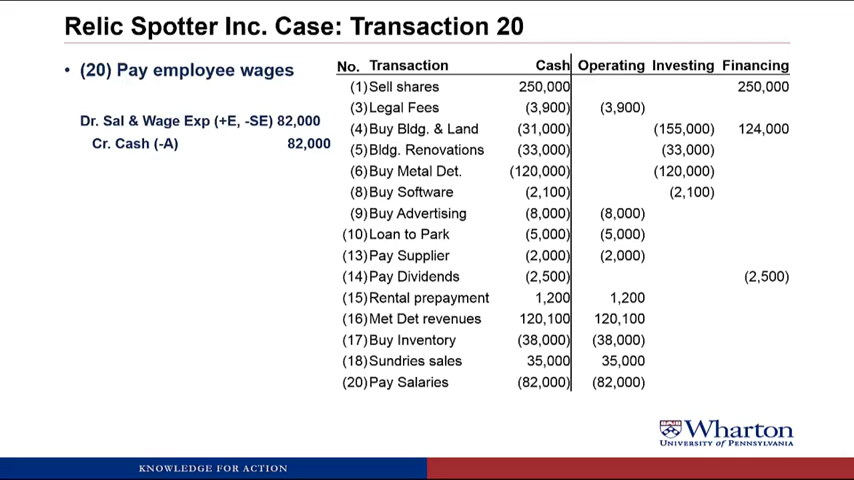 Relic Spotter Inc. Case: Transaction 20
• (20) Pay employee wages
Dr. Sal & Wage Exp (+E, -SE) 82,000
Cr. Cash (-A) 82,000
No. Transaction Cash Operating Investing Financing
(1) Sell shares 250,000 250,000
(3) Legal Fees (3,900) (3,900)
(4) Buy Bldg. & Land (31,000) (155,000) 124,000
(5) Bldg. Renovations (33,000) (33,000)
(6) Buy Metal Det. (120,000) (120,000)
(8) Buy Software (2,100) (2,100)
(9) Buy Advertising (8,000) (8,000)
(10) Loan to Park (5,000) (5,000)
(13) Pay Supplier (2,000) (2,000)
(14) Pay Dividends (2,500) (2,500)
(15) Rental prepayment 1,200 1,200
(16) Met Det revenues 120,100 120,100
(17) Buy Inventory (38,000) (38,000)
(18) Sundries sales 35,000 35,000
(20) Pay Salaries (82,000) (82,000)
Wharton
UNIVERSITY OF PENNSYLVANIA
KNOWLEDGE FOR ACTION